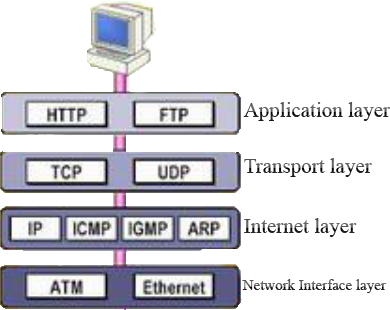 HTTP FTP Application layer
TCP UDP Transport layer
IP ICMP IGMP ARP Internet layer
ATM Ethernet Network Interface layer